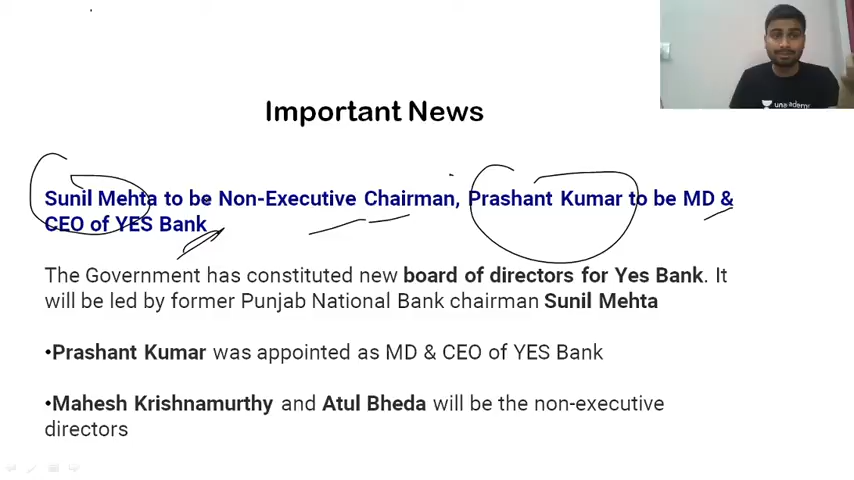 Important News
una ademy
Sunil Mehta to be Non-Executive Chairman, Prashant Kumar to be MD &
CEO of YES Bank
The Government has constituted new board of directors for Yes Bank. It
will be led by former Punjab National Bank chairman Sunil Mehta
•Prashant Kumar was appointed as MD & CEO of YES Bank
•Mahesh Krishnamurthy and Atul Bheda will be the non-executive
directors